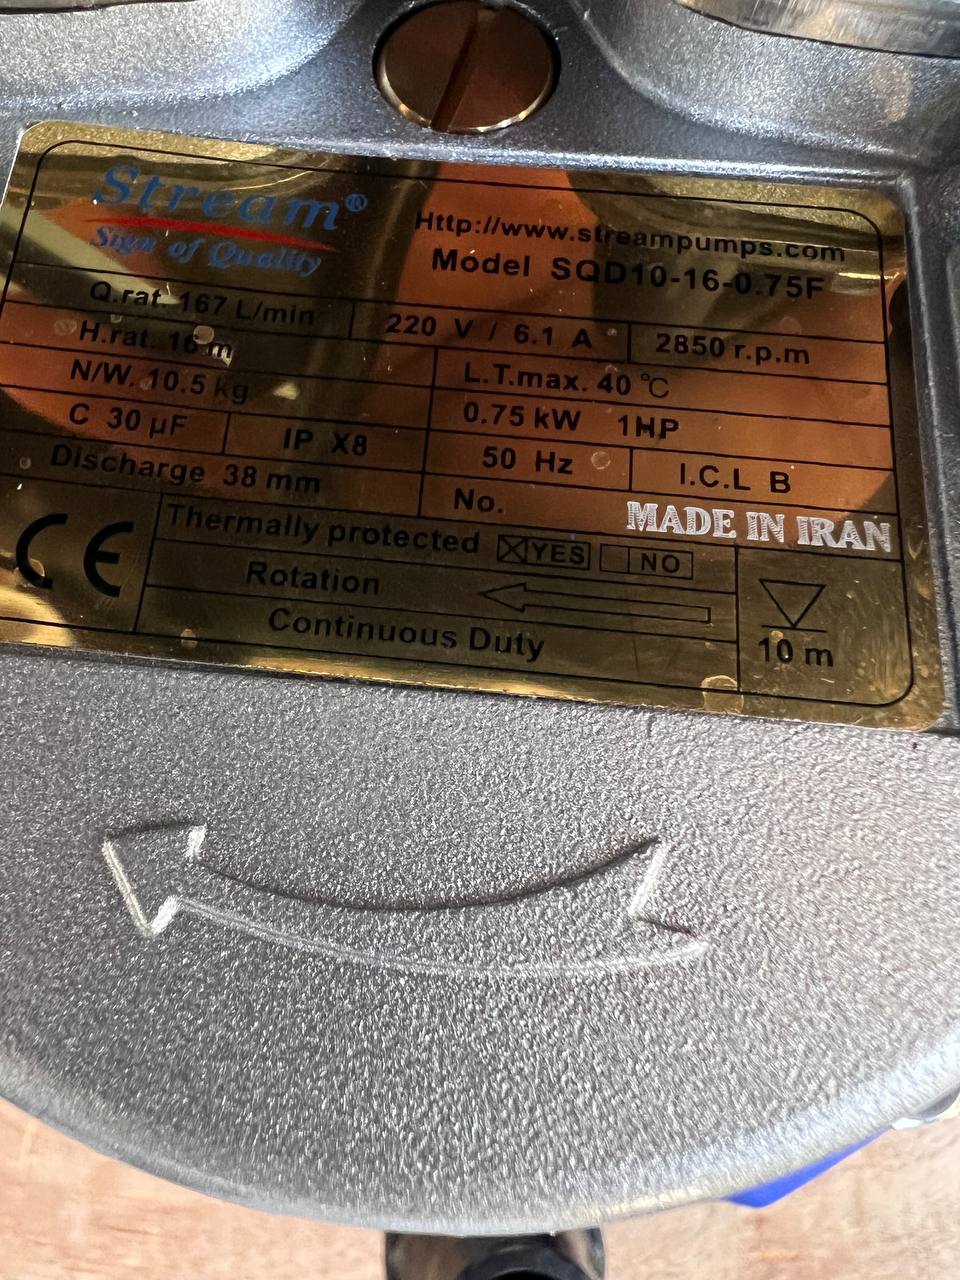 Stream®
Sign of Quality
Http://www.streampumps.com
Model SQD10-16-0.75F
Q.rat. 167 L/min
220 V / 6.1 A
2850 r.p.m
H.rat. 16 m
L.T.max. 40 ℃
N/W. 10.5 kg
0.75 kW 1HP
C 30 µF
IP X8
50 Hz
I.C.L B
Discharge 38 mm
No.
MADE IN IRAN
CE
Thermally protected YES NO
Rotation
Continuous Duty
10 m